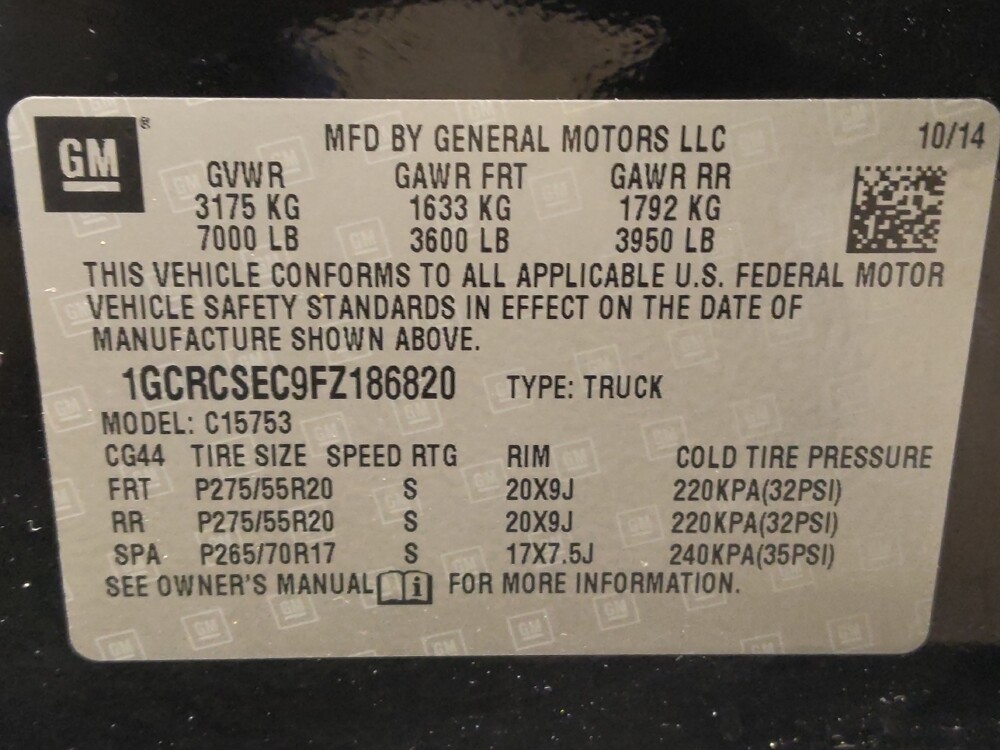 GM
MFD BY GENERAL MOTORS LLC 10/14
GVWR GAWR FRT GAWR RR
3175 KG 1633 KG 1792 KG
7000 LB 3600 LB 3950 LB
THIS VEHICLE CONFORMS TO ALL APPLICABLE U.S. FEDERAL MOTOR
VEHICLE SAFETY STANDARDS IN EFFECT ON THE DATE OF
MANUFACTURE SHOWN ABOVE.
1GCRCSEC9FZ186820 TYPE: TRUCK
MODEL: C15753
CG44 TIRE SIZE SPEED RTG RIM COLD TIRE PRESSURE
FRT P275/55R20 S 20X9J 220KPA(32PSI)
RR P275/55R20 S 20X9J 220KPA(32PSI)
SPA P265/70R17 S 17X7.5J 240KPA(35PSI)
SEE OWNER'S MANUAL i FOR MORE INFORMATION.